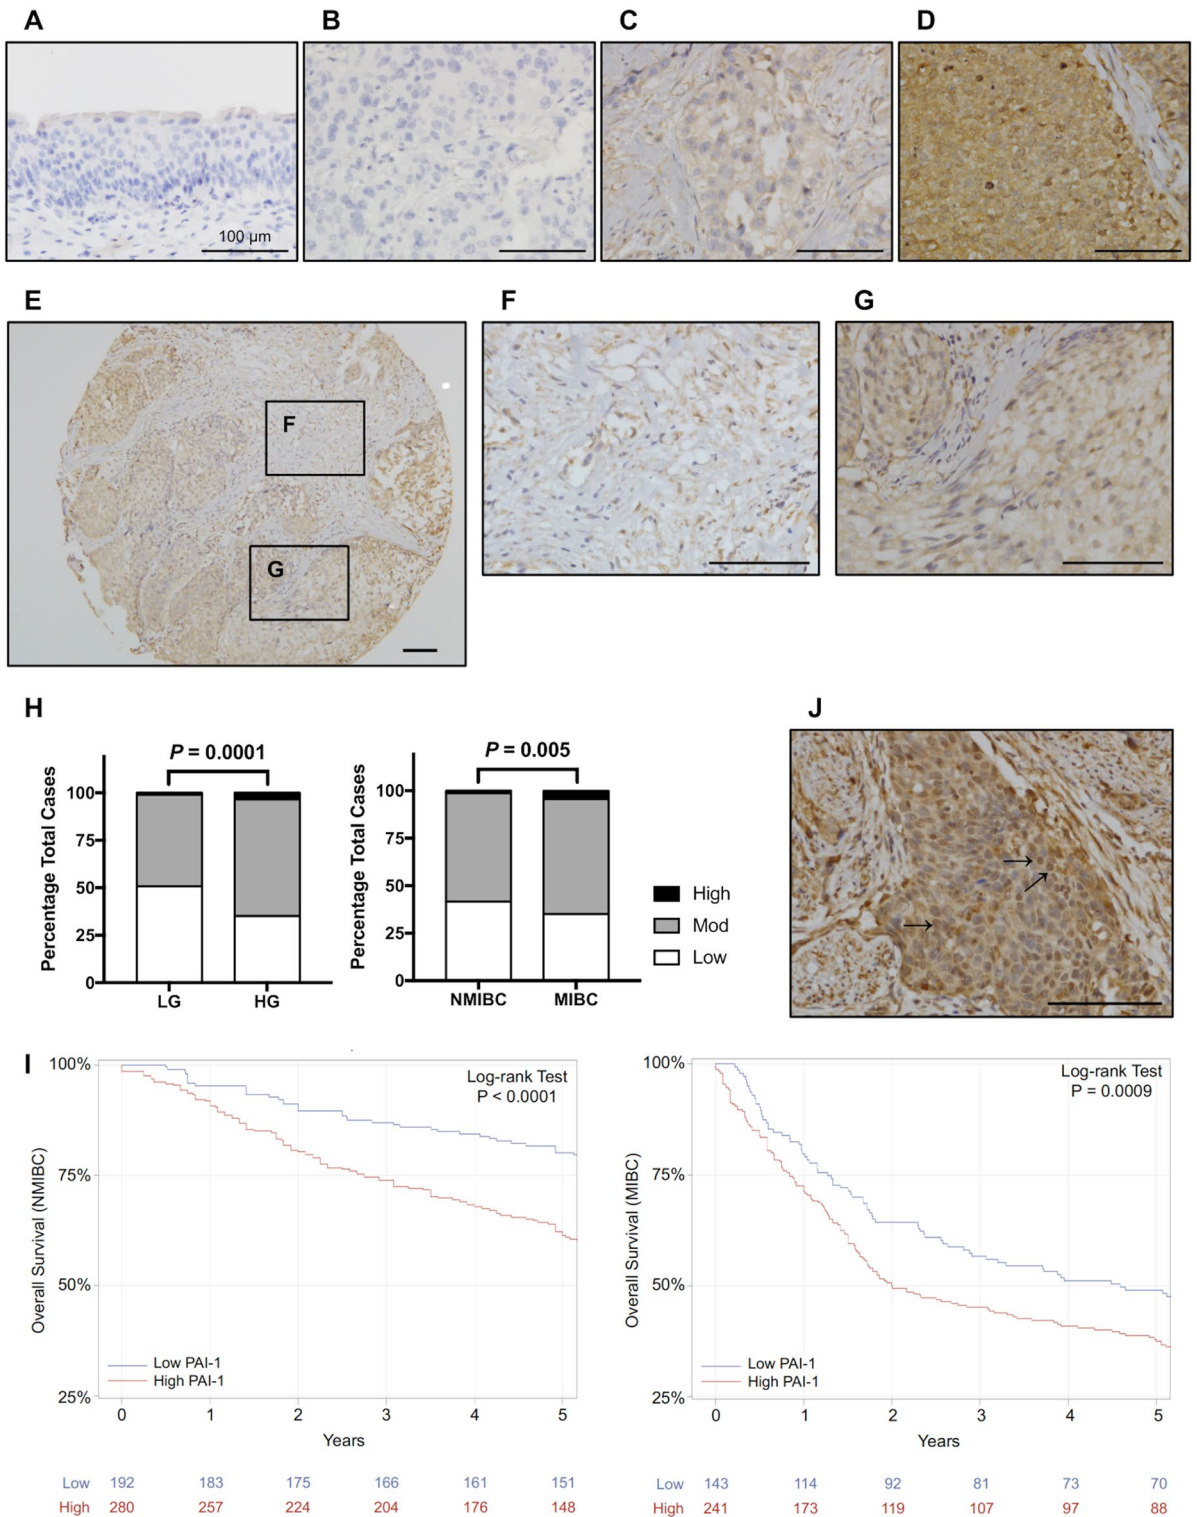 A
B
C
D
100 µm
E
F
G
F
G
H
J
P = 0.0001
P = 0.005
Percentage Total Cases
100
75
50
25
0
LG
HG
Percentage Total Cases
100
75
50
25
0
NMIBC
MIBC
High
Mod
Low
I
Overall Survival (NMIBC)
100%
75%
50%
25%
Log-rank Test
P < 0.0001
Low PAI-1
High PAI-1
0 1 2 3 4 5
Years
Low 192 183 175 166 161 151
High 280 257 224 204 176 148
Overall Survival (MIBC)
100%
75%
50%
25%
Log-rank Test
P = 0.0009
Low PAI-1
High PAI-1
0 1 2 3 4 5
Years
Low 143 114 92 81 73 70
High 241 173 119 107 97 88